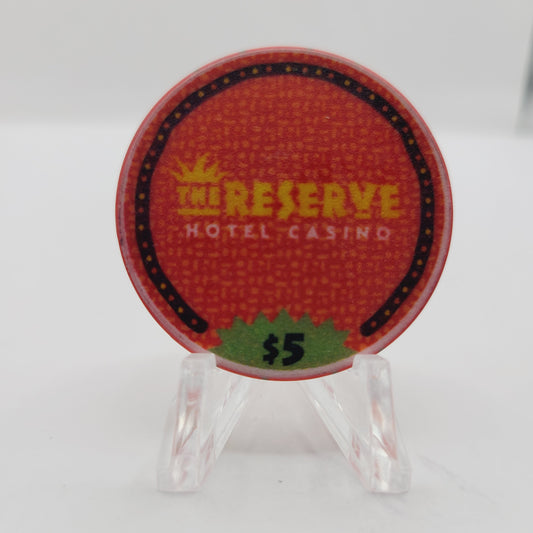 THE RESERVE
HOTEL CASINO
$5